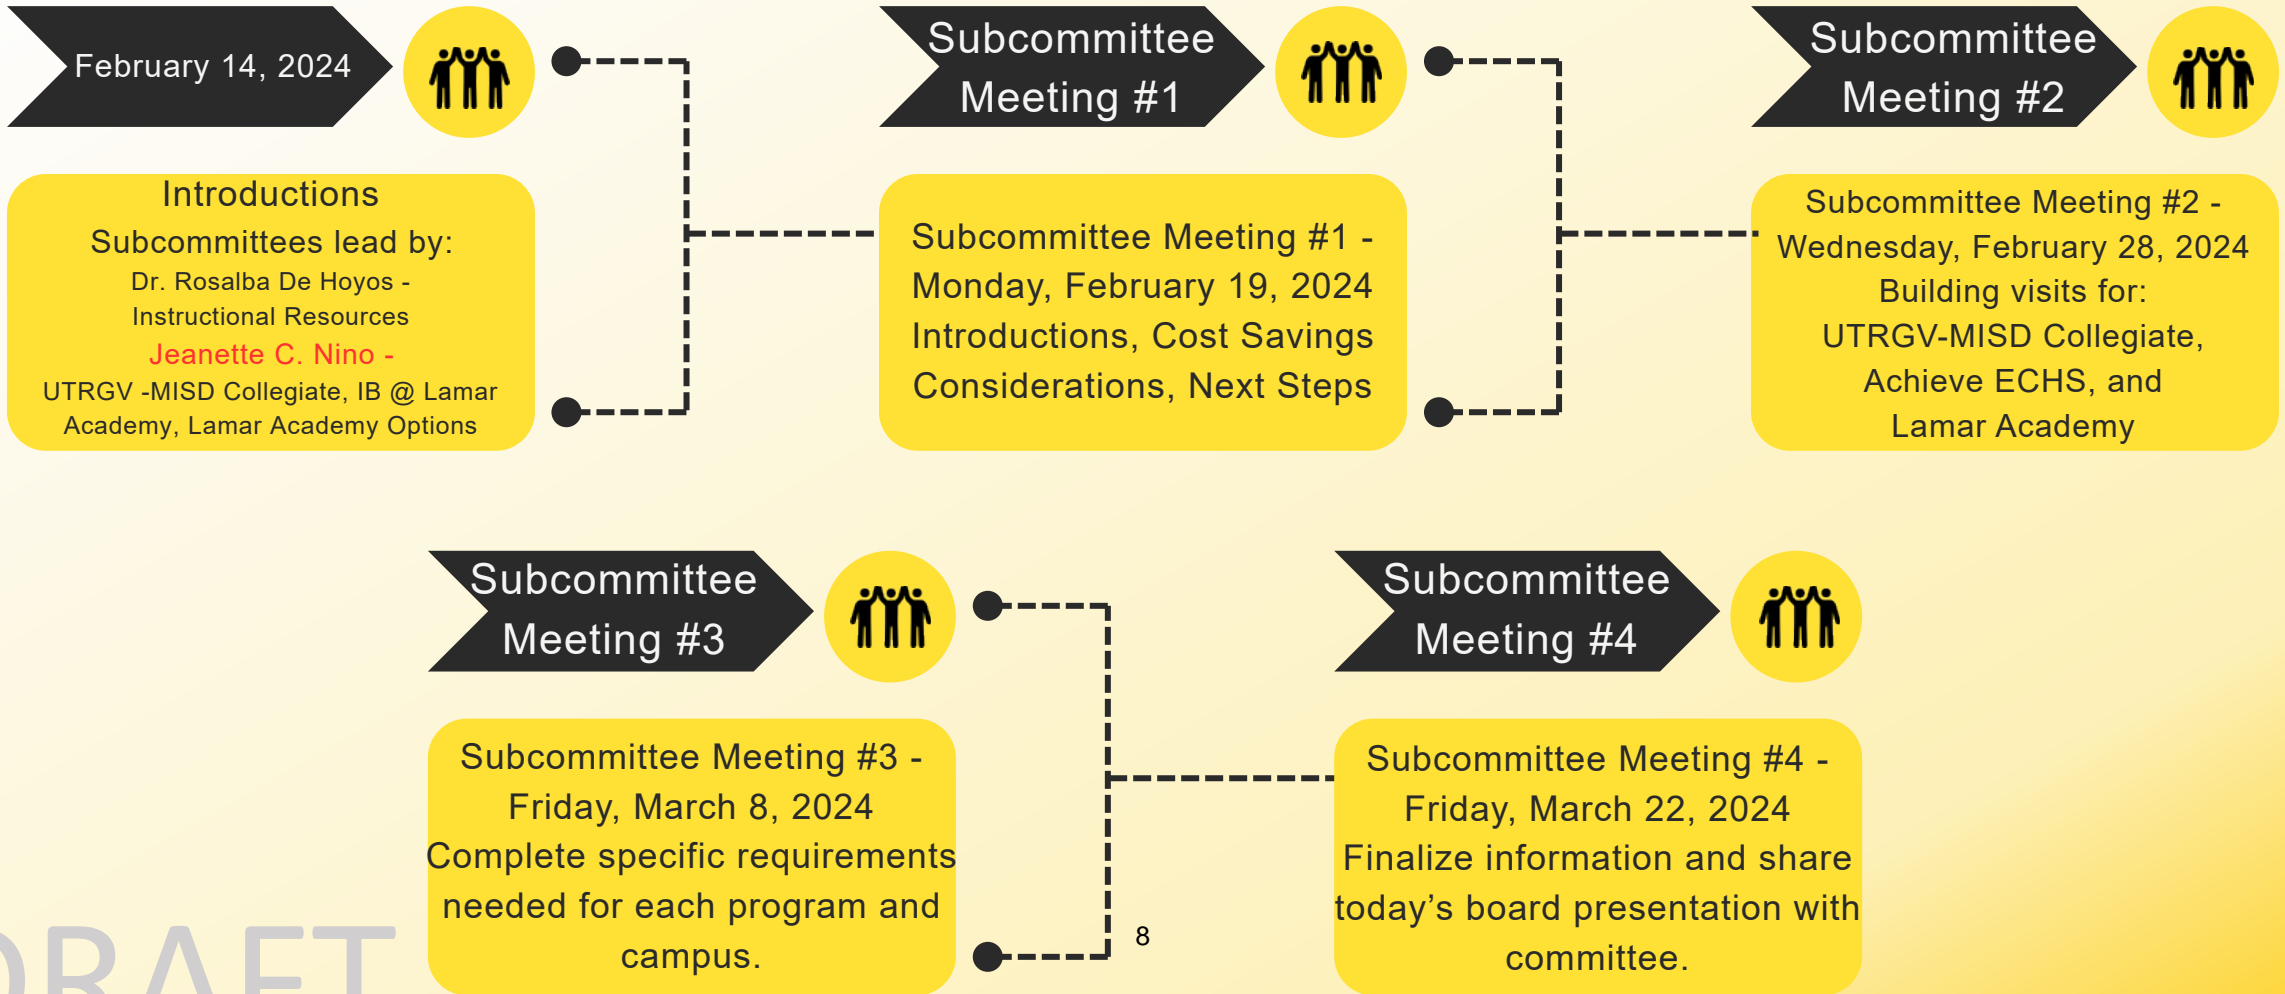 February 14, 2024
Introductions
Subcommittees lead by:
Dr. Rosalba De Hoyos -
Instructional Resources
Jeanette C. Nino -
UTRGV -MISD Collegiate, IB @ Lamar
Academy, Lamar Academy Options
Subcommittee
Meeting #1
Subcommittee Meeting #1 -
Monday, February 19, 2024
Introductions, Cost Savings
Considerations, Next Steps
Subcommittee
Meeting #2
Subcommittee Meeting #2 -
Wednesday, February 28, 2024
Building visits for:
UTRGV-MISD Collegiate,
Achieve ECHS, and
Lamar Academy
Subcommittee
Meeting #3
Subcommittee Meeting #3 -
Friday, March 8, 2024
Complete specific requirements
needed for each program and
campus.
Subcommittee
Meeting #4
Subcommittee Meeting #4 -
Friday, March 22, 2024
Finalize information and share
today’s board presentation with
committee.
8
DRAFT